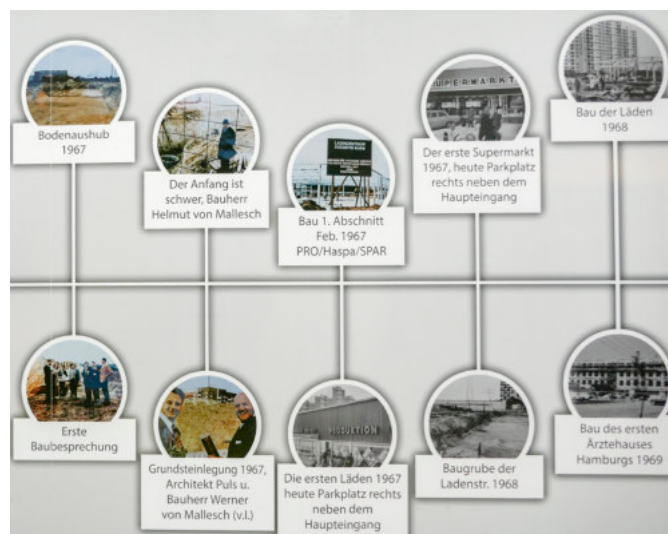 Bodenaushub
1967
Der Anfang ist
schwer, Bauherr
Helmut von Mallesch
Bau 1. Abschnitt
Feb. 1967
PRO/Haspa/SPAR
SUPERMARKT
Der erste Supermarkt
1967, heute Parkplatz
rechts neben dem
Haupteingang
Bau der Läden
1968
Erste
Baubesprechung
Grundsteinlegung 1967,
Architekt Puls u.
Bauherr Werner
von Mallesch (v.l.)
PRODUKTION
Die ersten Läden 1967
heute Parkplatz rechts
neben dem
Haupteingang
Baugrube der
Ladenstr. 1968
Bau des ersten
Ärztehauses
Hamburgs 1969